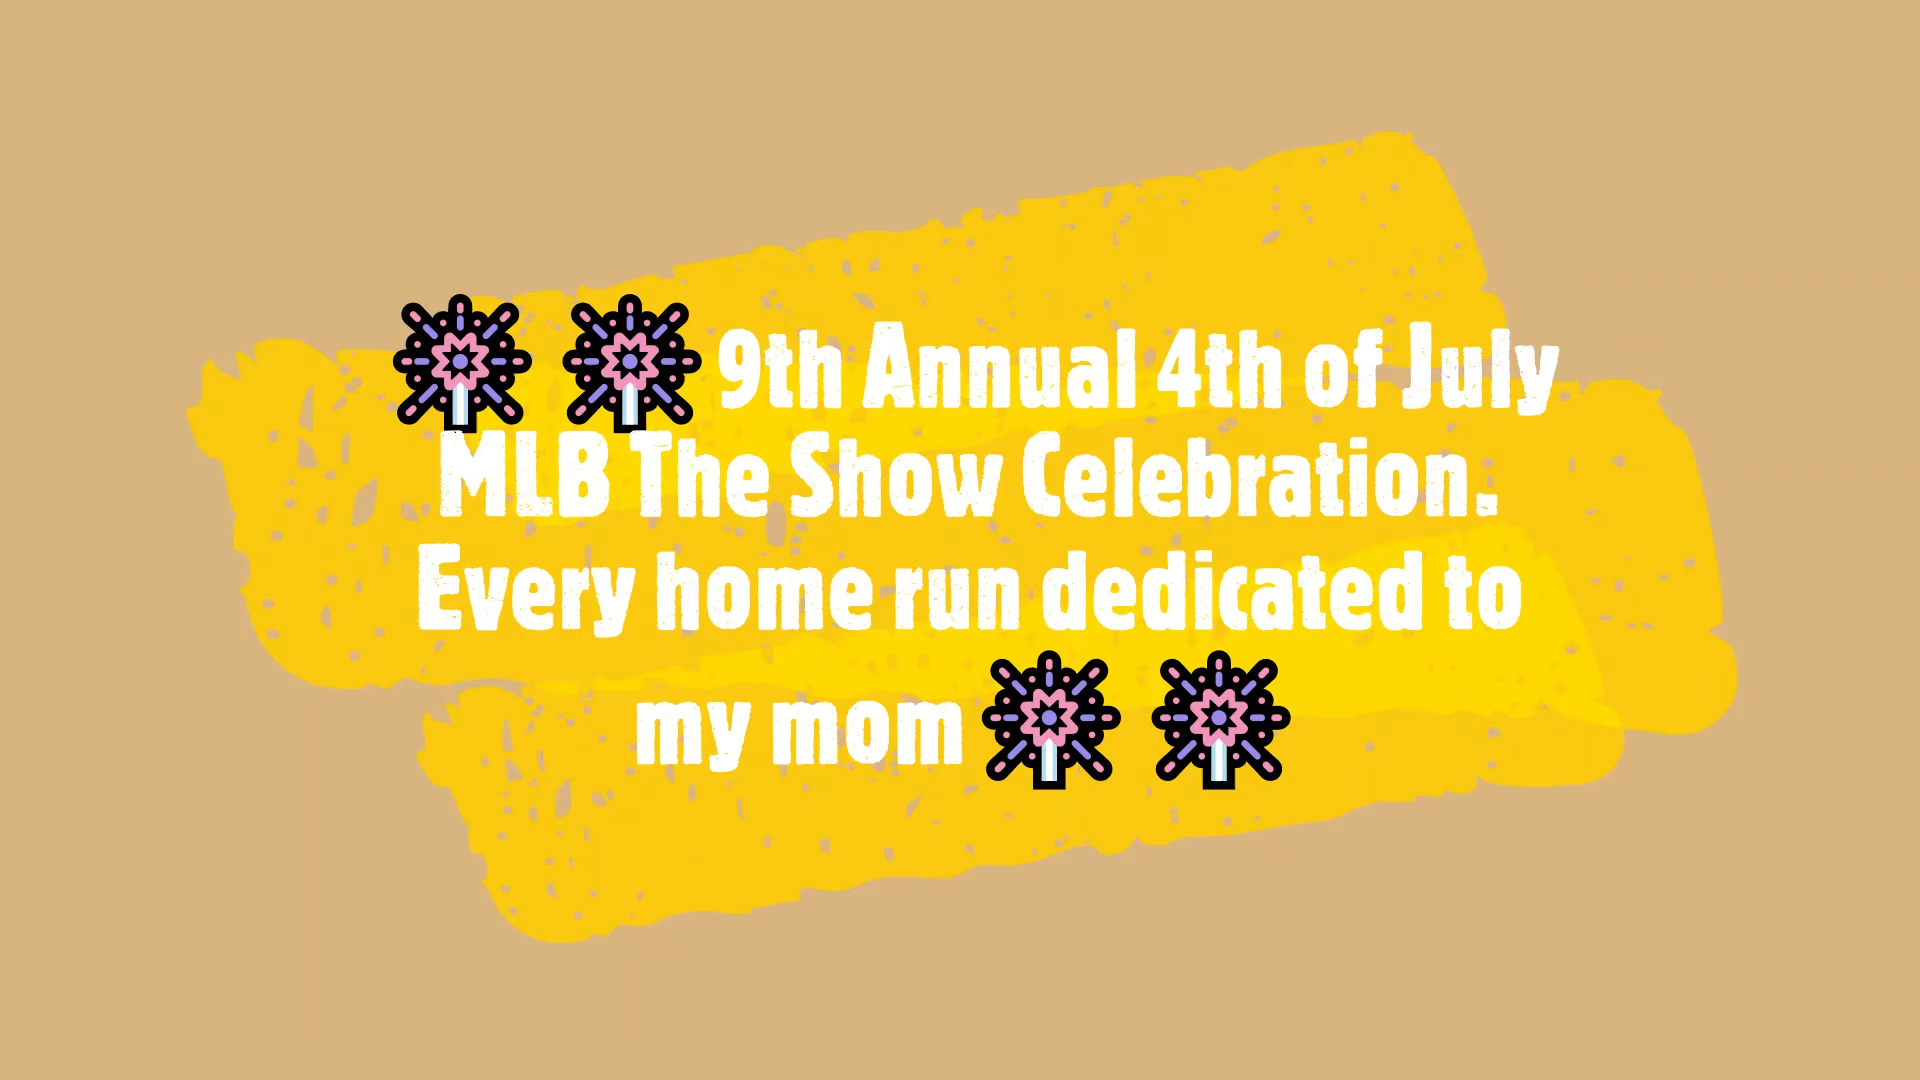 9th Annual 4th of July
MLB The Show Celebration.
Every home run dedicated to
my mom